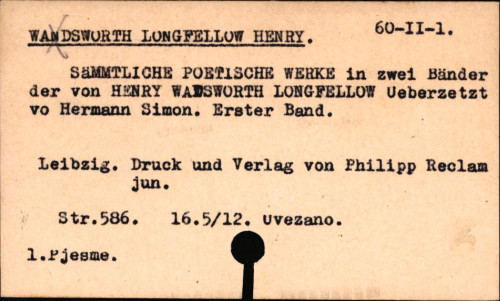 WANDSWORTH LONGFELLOW HENRY. 60-II-1.
SÄMMTLICHE POETISCHE WERKE in zwei Bänder
der von HENRY WADSWORTH LONGFELLOW Ueberzetzt
vo Hermann Simon. Erster Band.
Leibzig. Druck und Verlag von Philipp Reclam
jun.
Str.586. 16.5/12. Uvezano.
1.Pjesme.